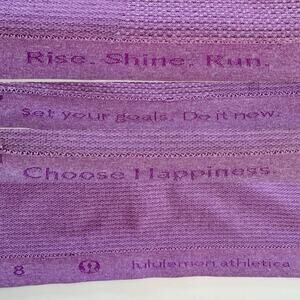 Rise. Shine. Run.
Set your goals. Do it now.
Choose Happiness.
8 lululemon athletica